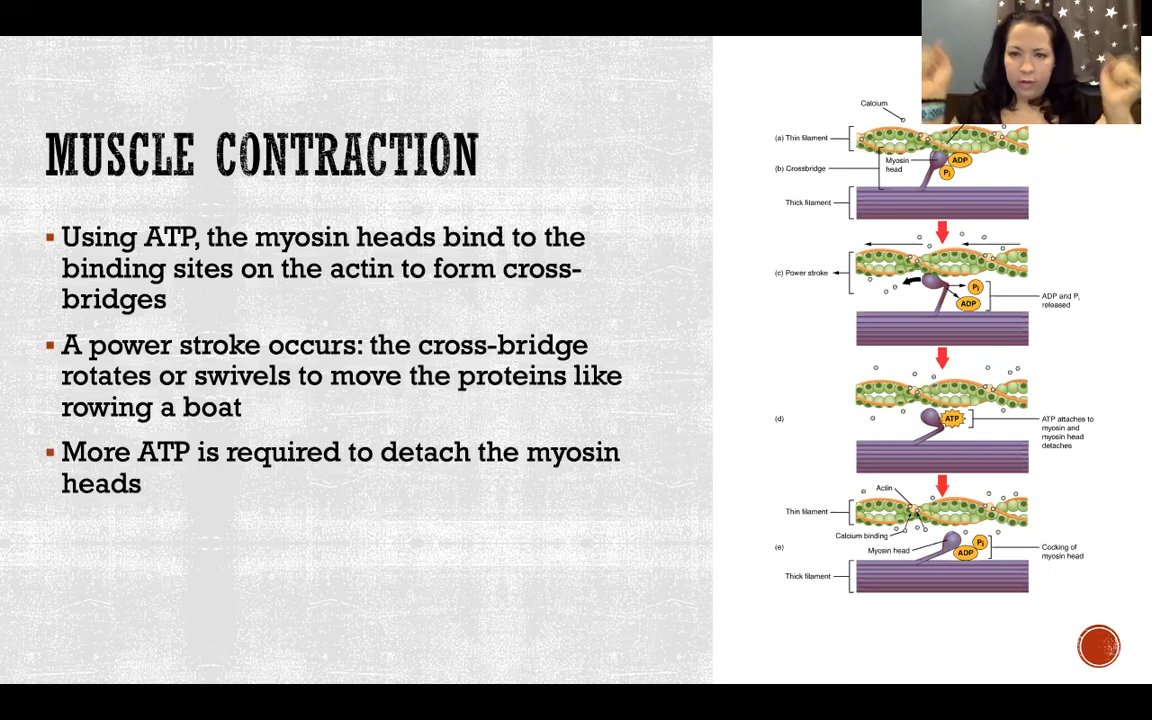 MUSCLE CONTRACTION
▪ Using ATP, the myosin heads bind to the
binding sites on the actin to form cross-
bridges
▪ A power stroke occurs: the cross-bridge
rotates or swivels to move the proteins like
rowing a boat
▪ More ATP is required to detach the myosin
heads
Calcium
(a) Thin filament
Myosin
head
ADP
Pi
(b) Crossbridge
Thick filament
(c) Power stroke
Pi
ADP
ADP and Pi
released
(d)
ATP
ATP attaches to
myosin and
myosin head
detaches
Actin
Thin filament
Calcium binding
(e)
Myosin head
Pi
ADP
Cocking of
myosin head
Thick filament